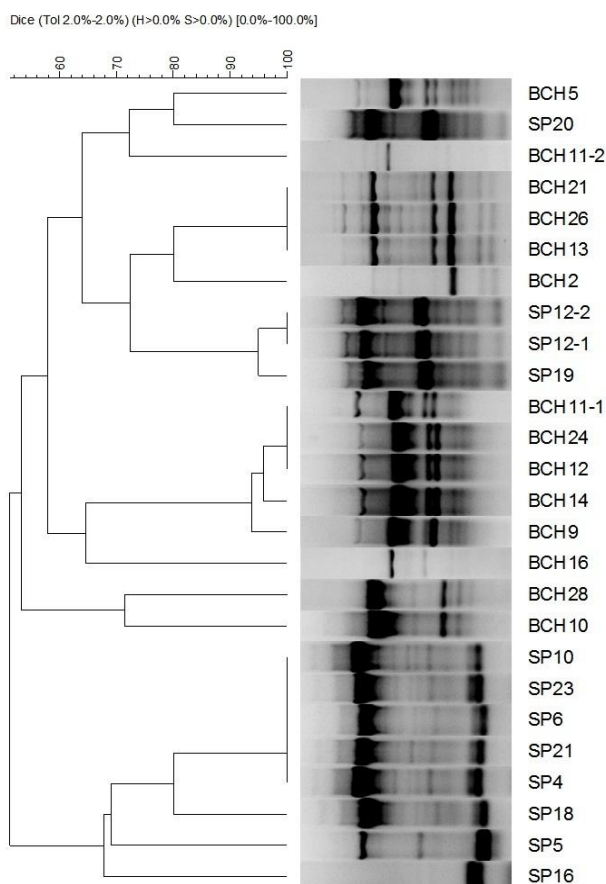 Dice (Tol 2.0%-2.0%) (H>0.0% S>0.0%) [0.0%-100.0%]
60 70 80 90 100
BCH5
SP20
BCH11-2
BCH21
BCH26
BCH13
BCH2
SP12-2
SP12-1
SP19
BCH11-1
BCH24
BCH12
BCH14
BCH9
BCH16
BCH28
BCH10
SP10
SP23
SP6
SP21
SP4
SP18
SP5
SP16